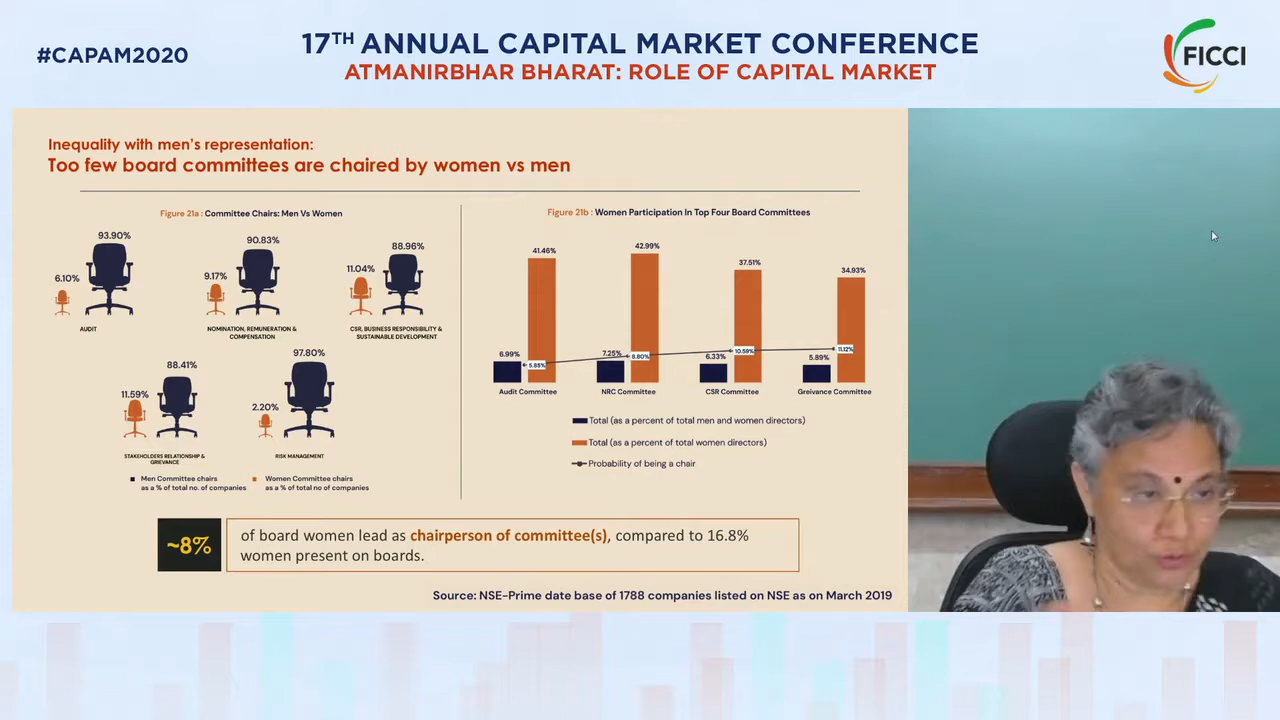 #CAPAM2020
17TH ANNUAL CAPITAL MARKET CONFERENCE
ATMANIRBHAR BHARAT: ROLE OF CAPITAL MARKET
FICCI
Inequality with men's representation:
Too few board committees are chaired by women vs men
Figure 21a : Committee Chairs: Men Vs Women
93.90%
6.10%
AUDIT
90.83%
9.17%
NOMINATION, REMUNERATION &
COMPENSATION
88.96%
11.04%
CSR, BUSINESS RESPONSIBILITY &
SUSTAINABLE DEVELOPMENT
88.41%
11.59%
STAKEHOLDERS RELATIONSHIP &
GRIEVANCE
97.80%
2.20%
RISK MANAGEMENT
Men Committee chairs
as a % of total no. of companies
Women Committee chairs
as a % of total no of companies
Figure 21b : Women Participation In Top Four Board Committees
41.46%
42.99%
37.51%
34.93%
6.99%
5.85%
7.25%
8.80%
6.33%
10.59%
5.89%
11.12%
Audit Committee
NRC Committee
CSR Committee
Greivance Committee
Total (as a percent of total men and women directors)
Total (as a percent of total women directors)
Probability of being a chair
~8%
of board women lead as chairperson of committee(s), compared to 16.8%
women present on boards.
Source: NSE-Prime date base of 1788 companies listed on NSE as on March 2019